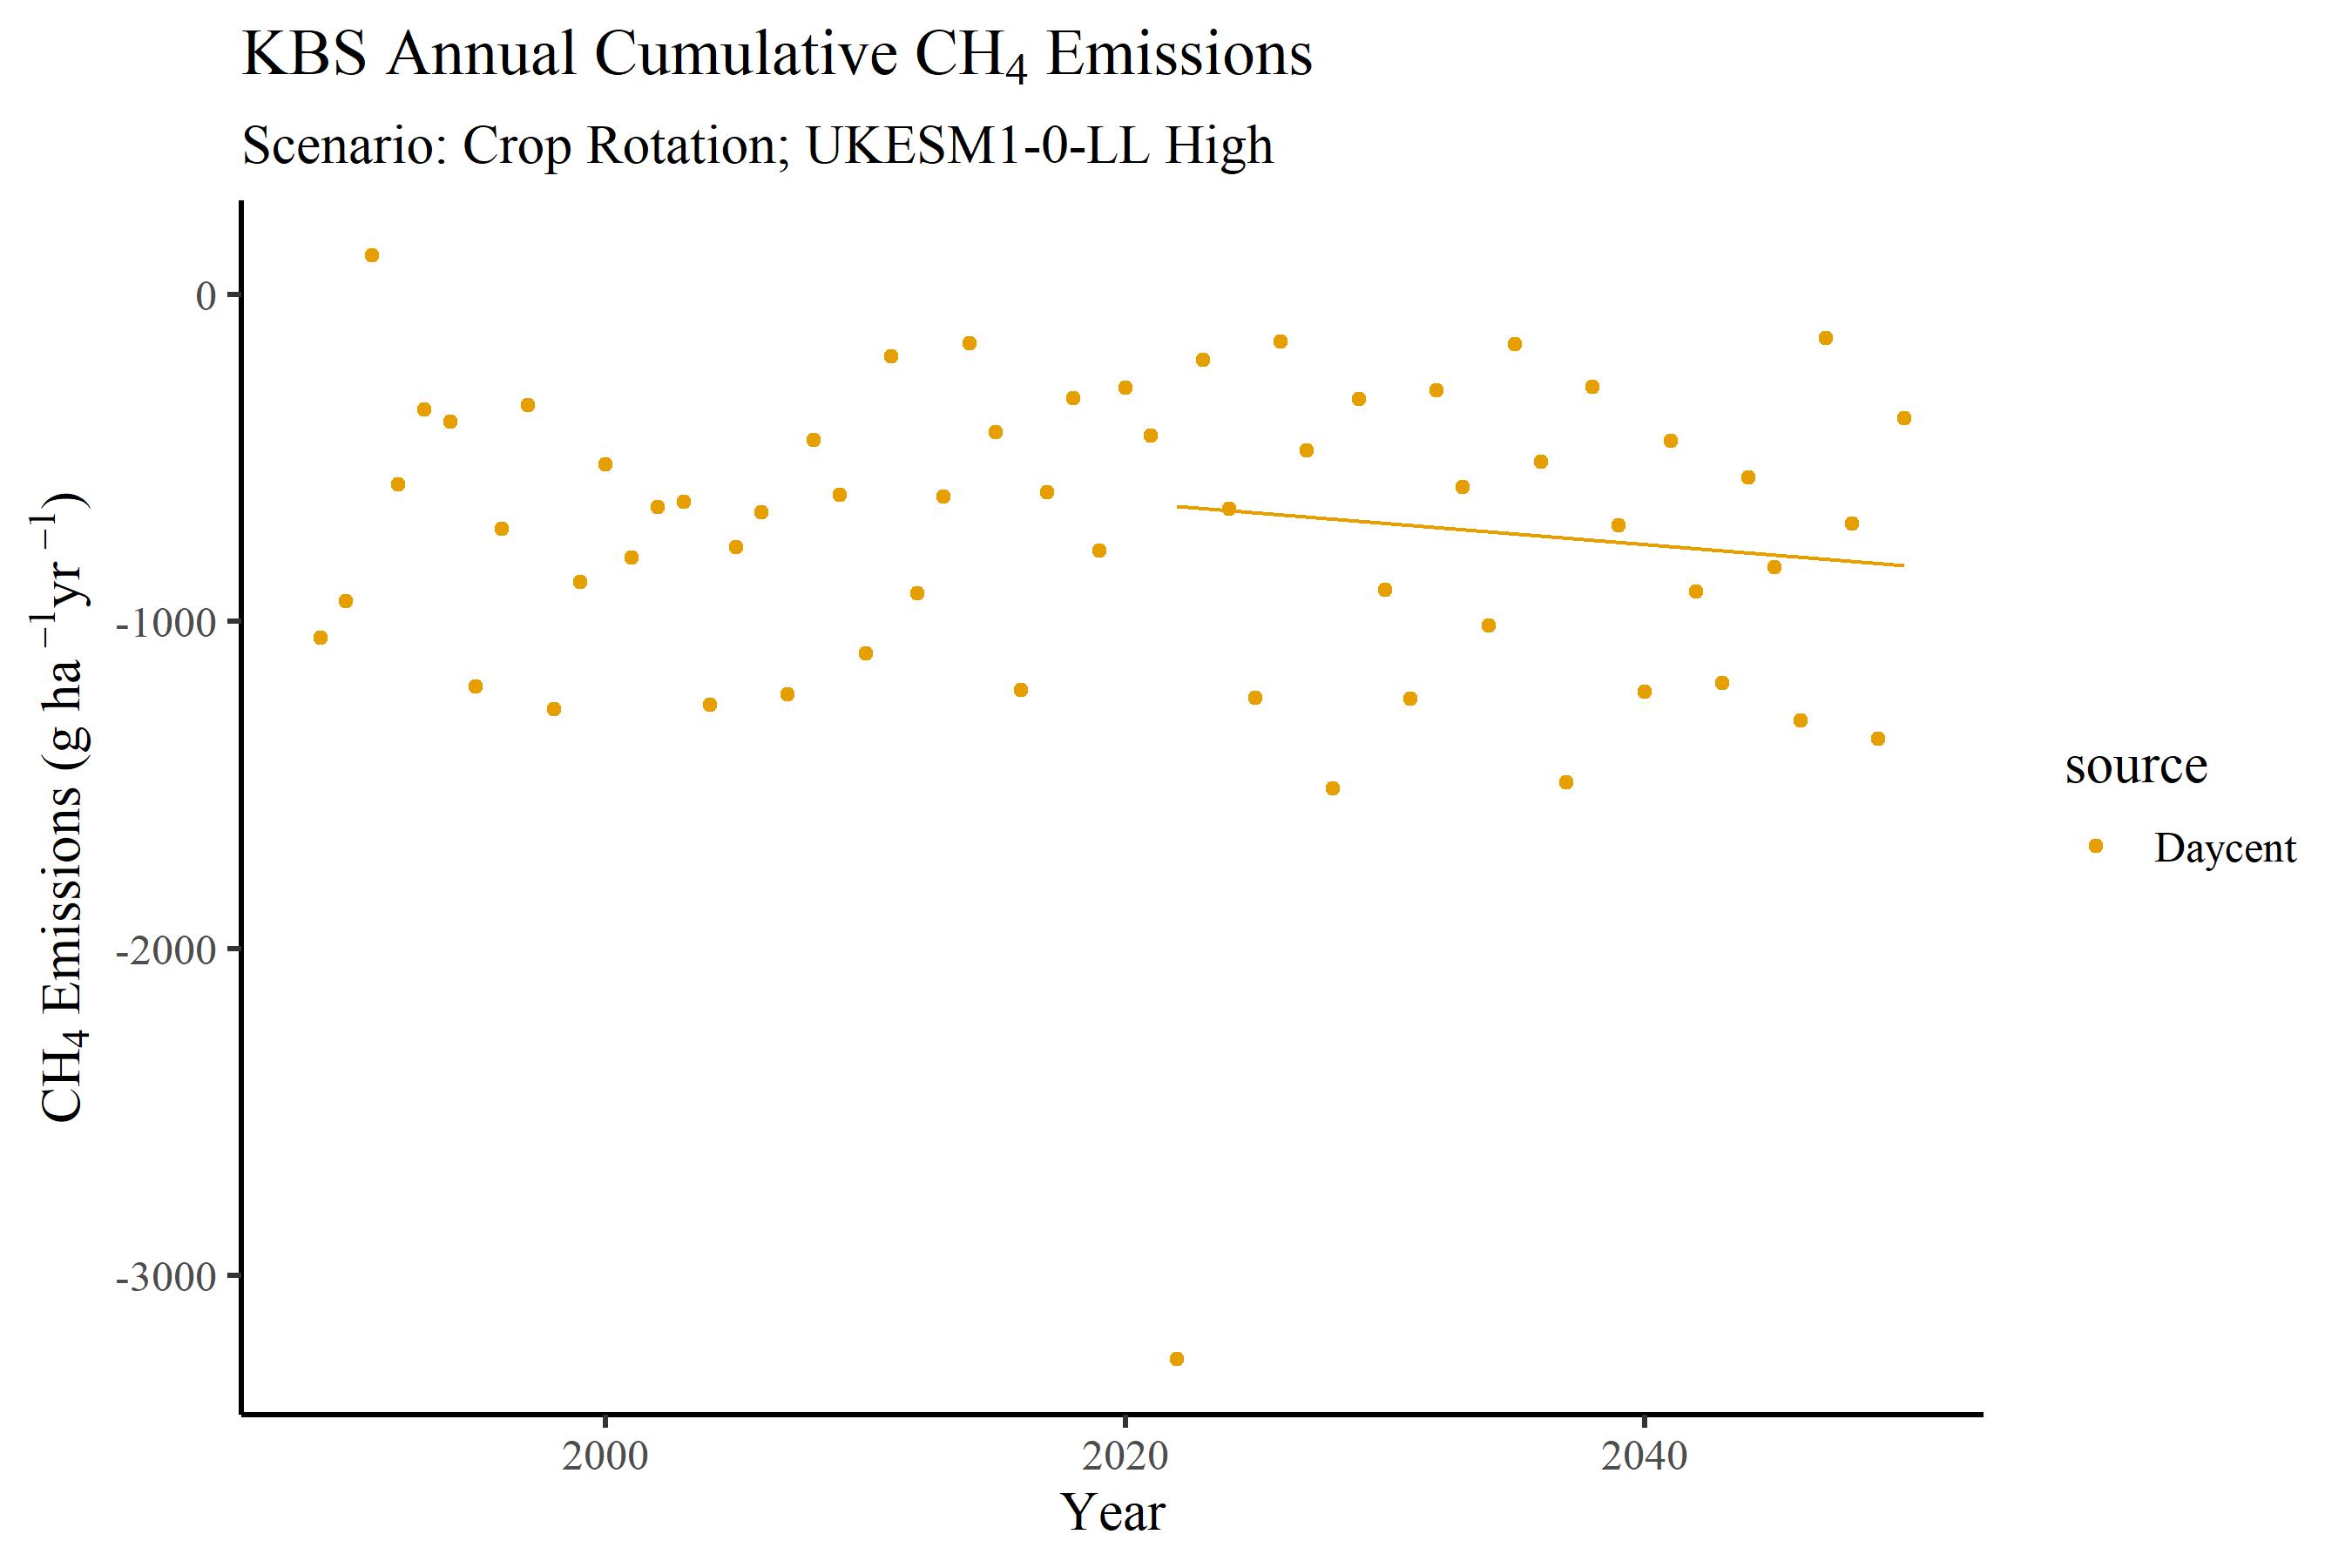 KBS Annual Cumulative CH₄ Emissions
Scenario: Crop Rotation; UKESM1-0-LL High
CH₄ Emissions (g ha ⁻¹yr ⁻¹)
0
-1000
-2000
-3000
2000 2020 2040
Year
source
Daycent